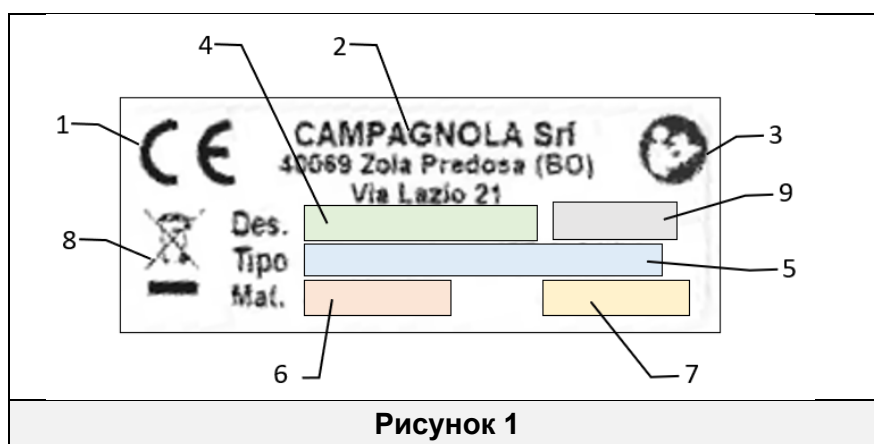 4
2
1
CE
CAMPAGNOLA Srl
3
40069 Zola Predosa (BO)
Via Lazio 21
9
8
Des.
Tipo
5
Mat.
6
7
Рисунок 1